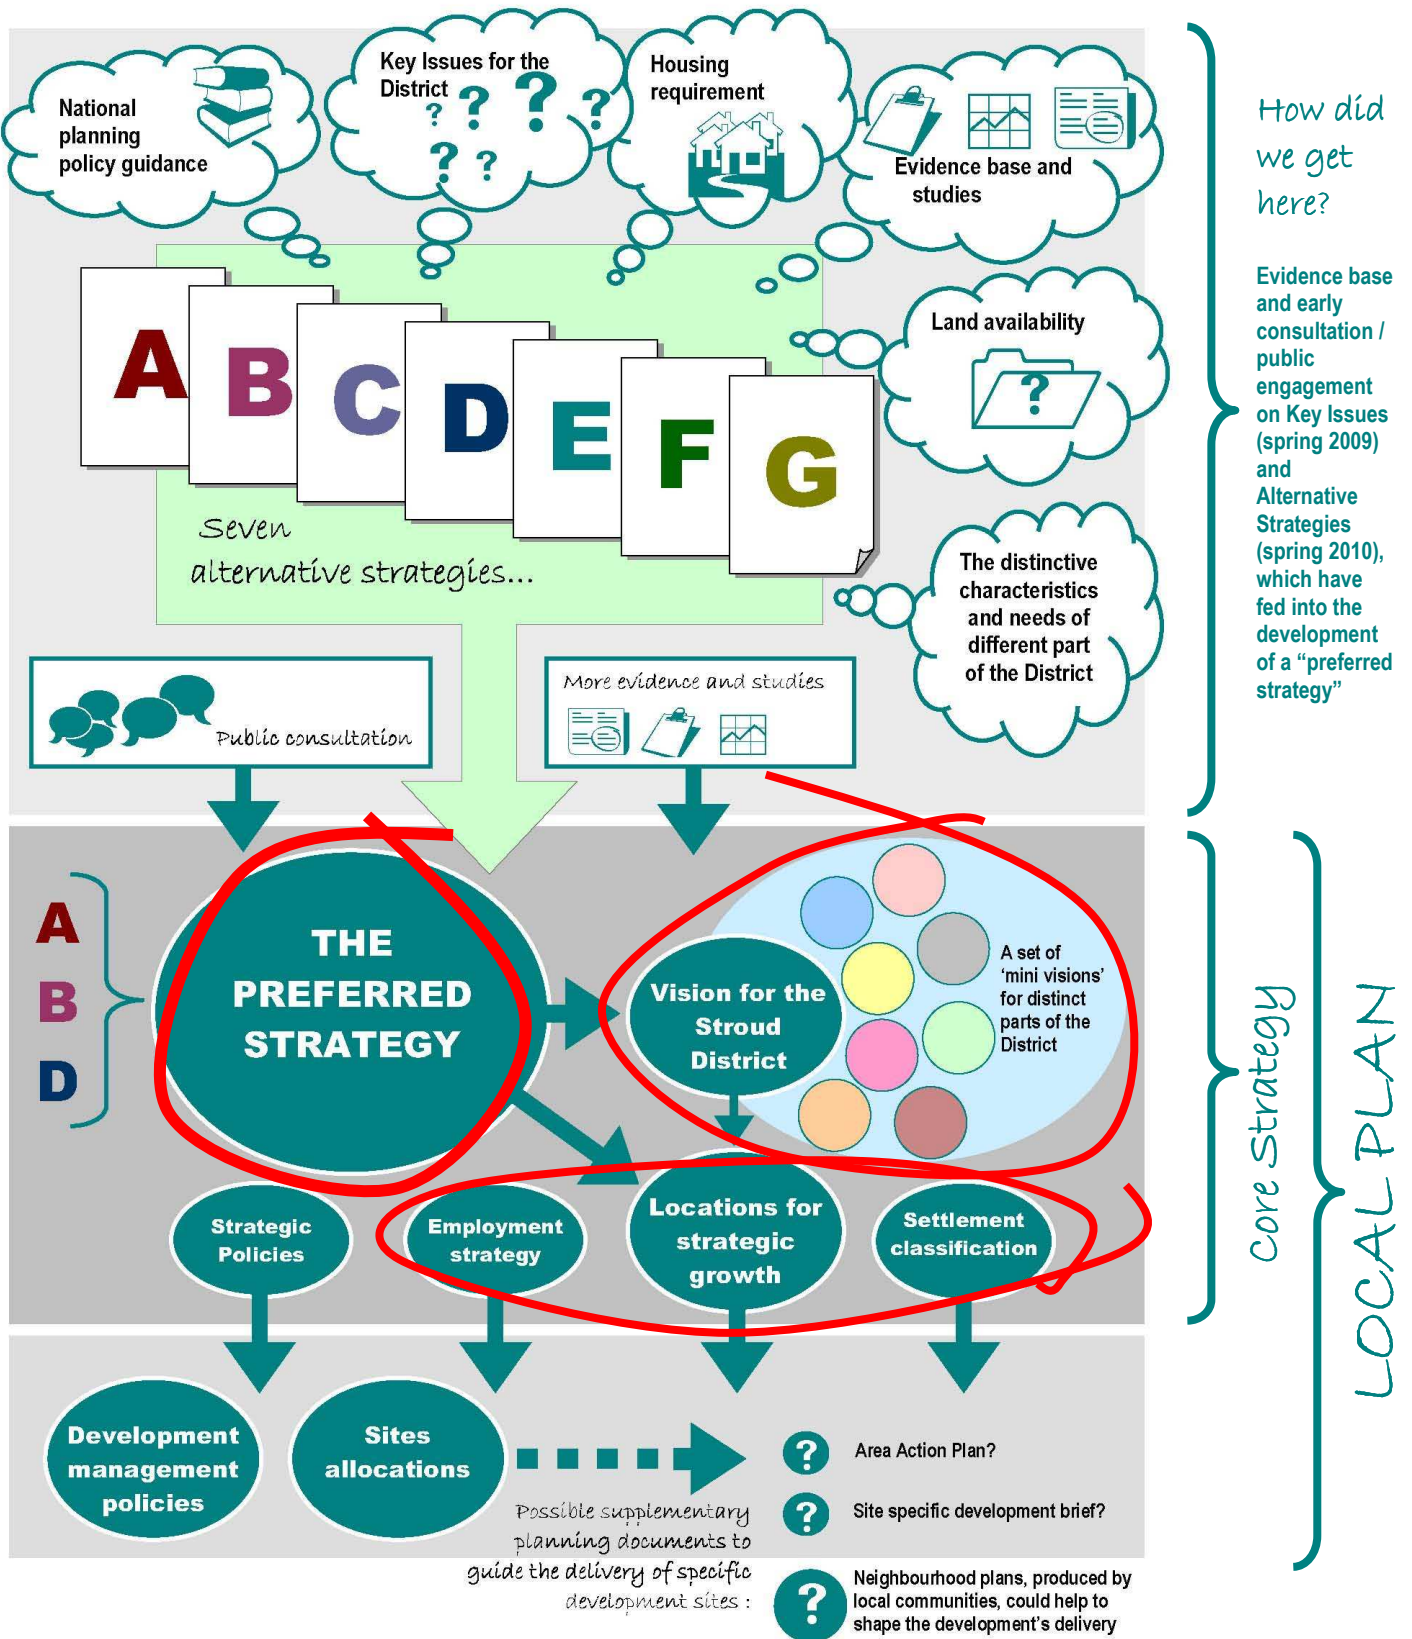 National
planning
policy guidance
Key Issues for the
District
? ? ? ?
? ?
Housing
requirement
Evidence base and
studies
Land availability
?
The distinctive
characteristics
and needs of
different part
of the District
A
B
C
D
E
F
G
Seven
alternative strategies...
Public consultation
More evidence and studies
How did
we get
here?
Evidence base
and early
consultation /
public
engagement
on Key Issues
(spring 2009)
and
Alternative
Strategies
(spring 2010),
which have
fed into the
development
of a “preferred
strategy”
A
B
D
THE
PREFERRED
STRATEGY
Vision for the
Stroud
District
A set of
‘mini visions’
for distinct
parts of the
District
Strategic
Policies
Employment
strategy
Locations for
strategic
growth
Settlement
classification
Core Strategy
LOCAL PLAN
Development
management
policies
Sites
allocations
Possible supplementary
planning documents to
guide the delivery of specific
development sites :
? Area Action Plan?
? Site specific development brief?
? Neighbourhood plans, produced by
local communities, could help to
shape the development’s delivery